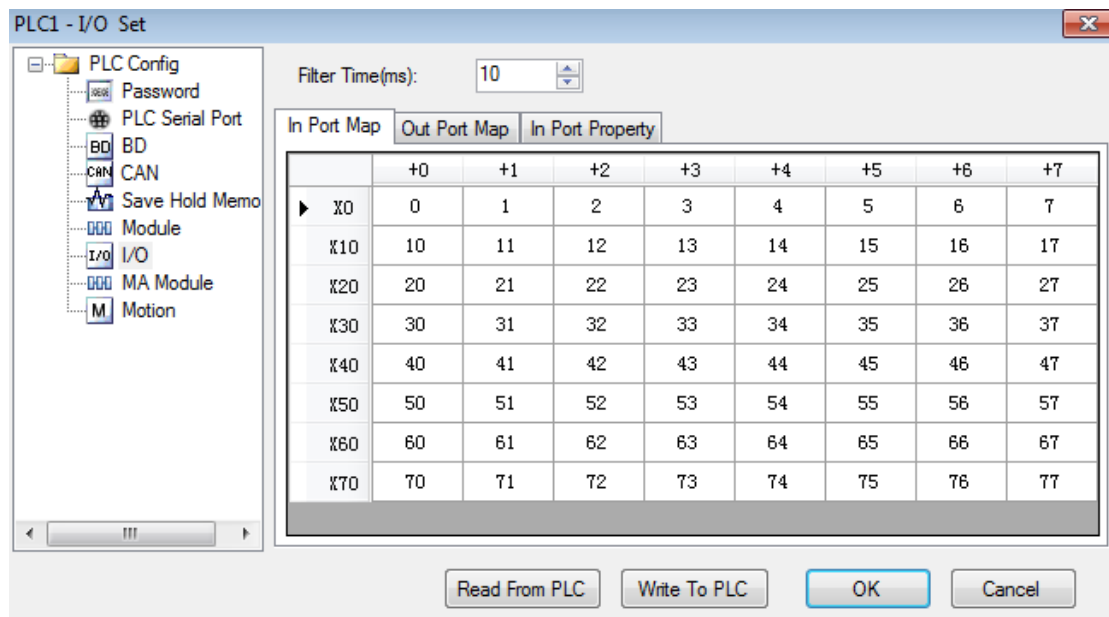 PLC1 - I/O Set
PLC Config
Password
PLC Serial Port
BD BD
CAN CAN
Save Hold Memo
Module
I/O I/O
MA Module
M Motion
Filter Time(ms): 10
In Port Map Out Port Map In Port Property
+0 +1 +2 +3 +4 +5 +6 +7
X0 0 1 2 3 4 5 6 7
X10 10 11 12 13 14 15 16 17
X20 20 21 22 23 24 25 26 27
X30 30 31 32 33 34 35 36 37
X40 40 41 42 43 44 45 46 47
X50 50 51 52 53 54 55 56 57
X60 60 61 62 63 64 65 66 67
X70 70 71 72 73 74 75 76 77
Read From PLC Write To PLC OK Cancel